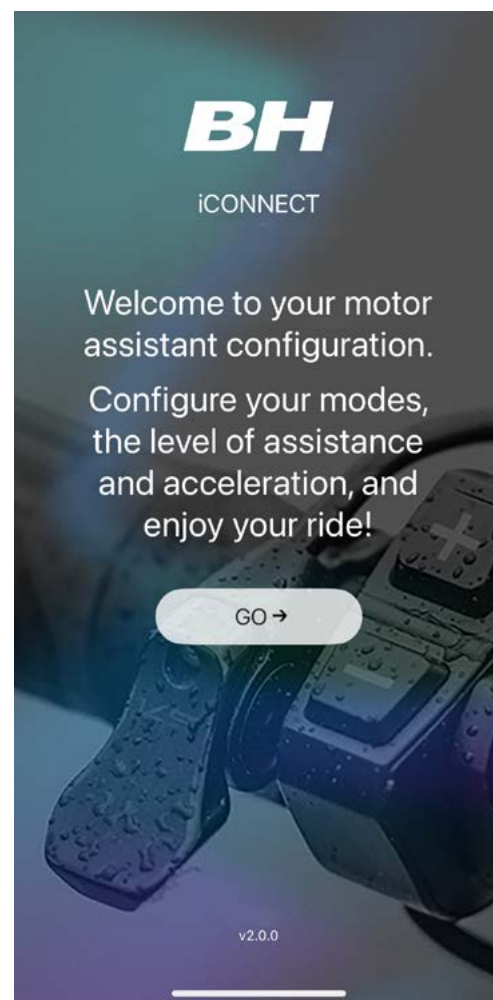 BH
iCONNECT
Welcome to your motor
assistant configuration.
Configure your modes,
the level of assistance
and acceleration, and
enjoy your ride!
GO →
+
−
v2.0.0